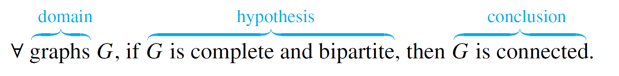 domain hypothesis conclusion
∀ graphs G, if G is complete and bipartite, then G is connected.